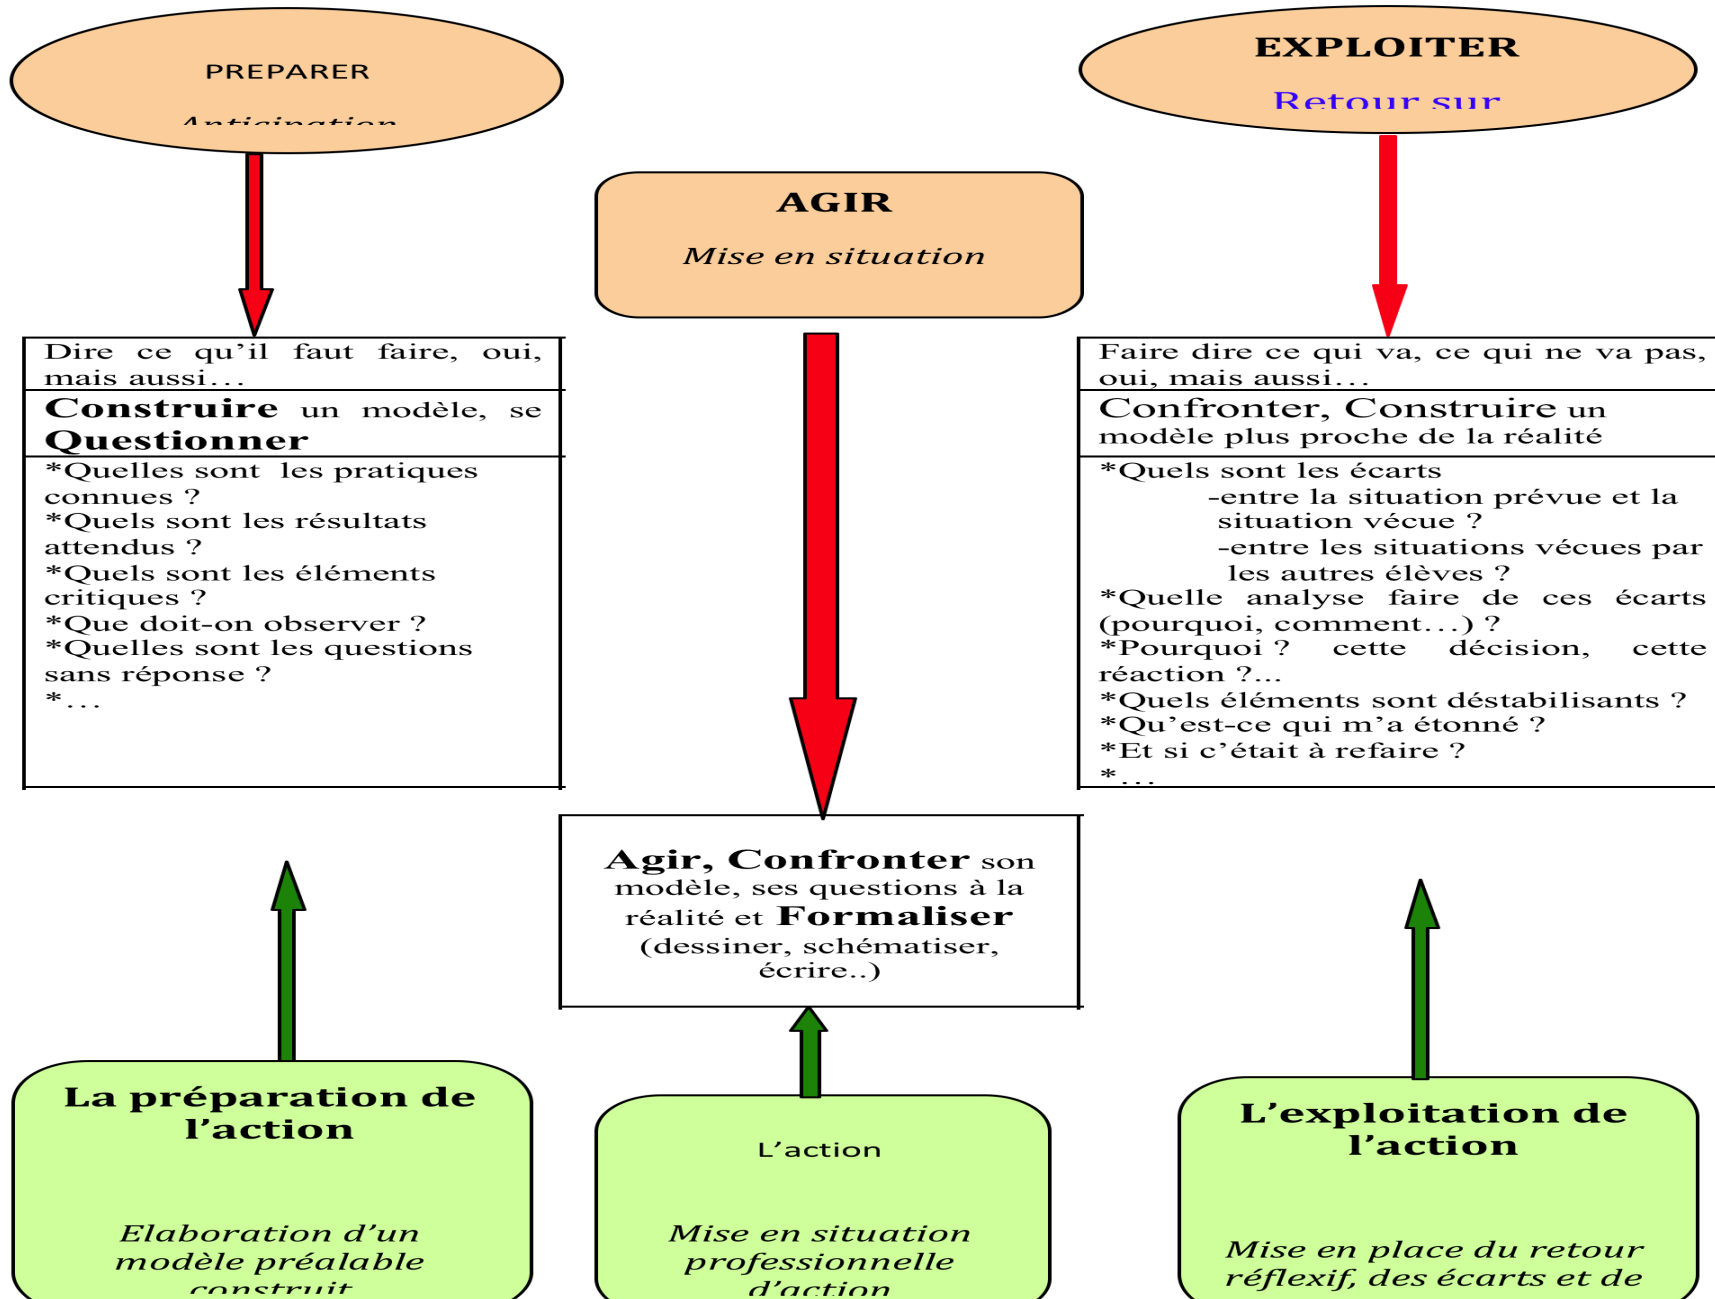 PREPARER
Anticipation
Dire ce qu’il faut faire, oui,
mais aussi…
Construire un modèle, se
Questionner
*Quelles sont les pratiques
connues ?
*Quels sont les résultats
attendus ?
*Quels sont les éléments
critiques ?
*Que doit-on observer ?
*Quelles sont les questions
sans réponse ?
*…
La préparation de
l’action
Elaboration d’un
modèle préalable
construit
AGIR
Mise en situation
Agir, Confronter son
modèle, ses questions à la
réalité et Formaliser
(dessiner, schématiser,
écrire..)
L’action
Mise en situation
professionnelle
d’action
EXPLOITER
Retour sur
Faire dire ce qui va, ce qui ne va pas,
oui, mais aussi…
Confronter, Construire un
modèle plus proche de la réalité
*Quels sont les écarts
-entre la situation prévue et la
situation vécue ?
-entre les situations vécues par
les autres élèves ?
*Quelle analyse faire de ces écarts
(pourquoi, comment…) ?
*Pourquoi ? cette décision, cette
réaction ?...
*Quels éléments sont déstabilisants ?
*Qu’est-ce qui m’a étonné ?
*Et si c’était à refaire ?
*…
L’exploitation de
l’action
Mise en place du retour
réflexif, des écarts et de